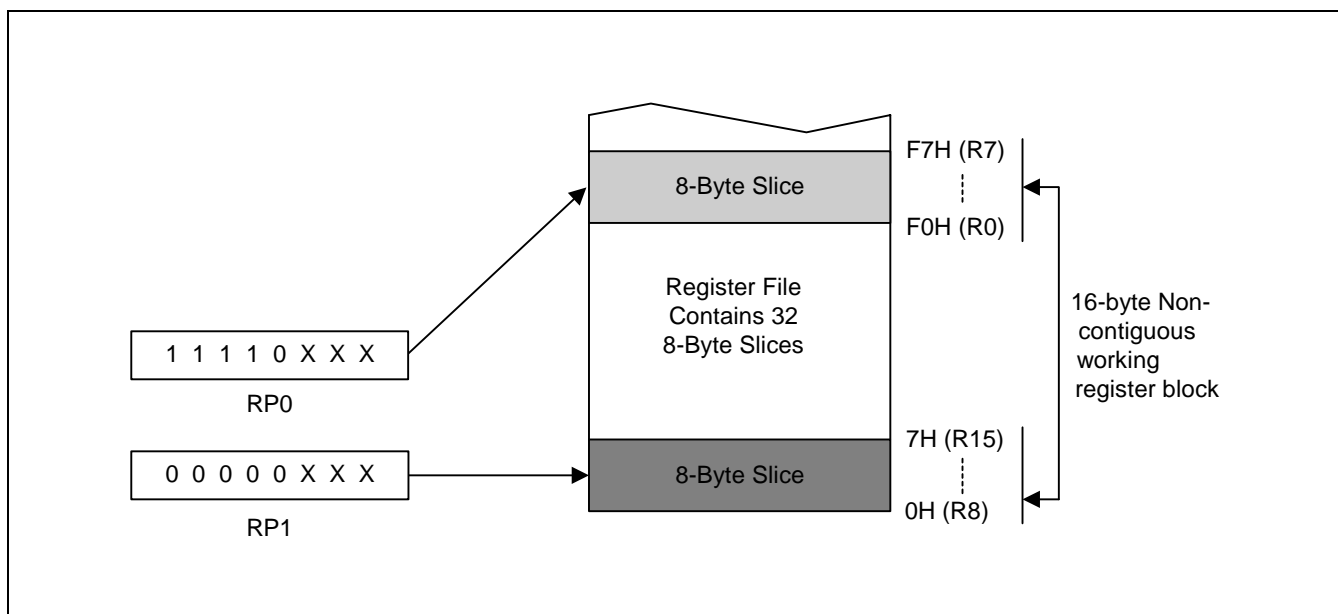 F7H (R7)
8-Byte Slice
F0H (R0)
Register File
Contains 32
8-Byte Slices
16-byte Non-
contiguous
working
register block
1 1 1 1 0 X X X
RP0
7H (R15)
0 0 0 0 0 X X X
8-Byte Slice
0H (R8)
RP1